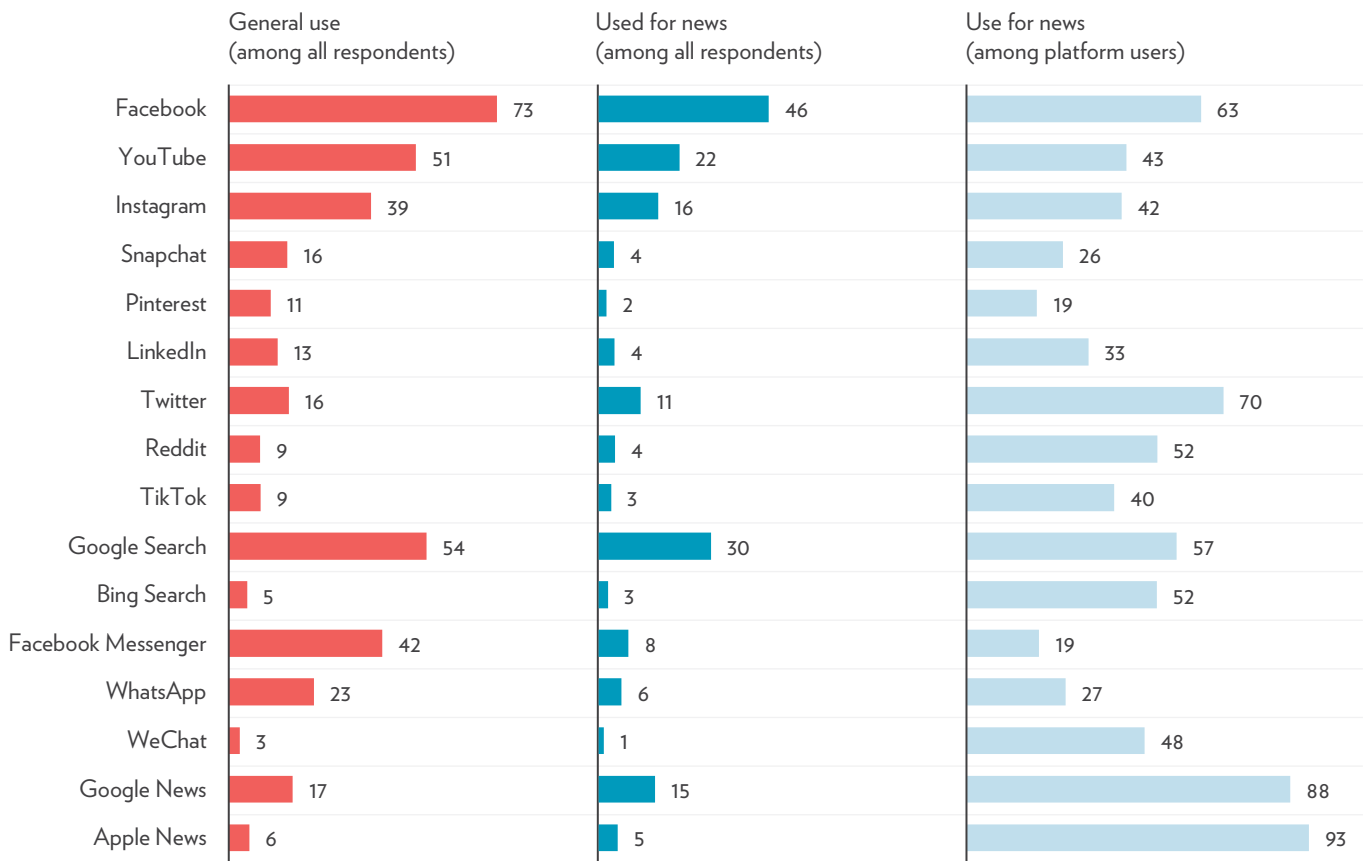 General use Used for news Use for news
(among all respondents) (among all respondents) (among platform users)
Facebook 73 46 63
YouTube 51 22 43
Instagram 39 16 42
Snapchat 16 4 26
Pinterest 11 2 19
LinkedIn 13 4 33
Twitter 16 11 70
Reddit 9 4 52
TikTok 9 3 40
Google Search 54 30 57
Bing Search 5 3 52
Facebook Messenger 42 8 19
WhatsApp 23 6 27
WeChat 3 1 48
Google News 17 15 88
Apple News 6 5 93